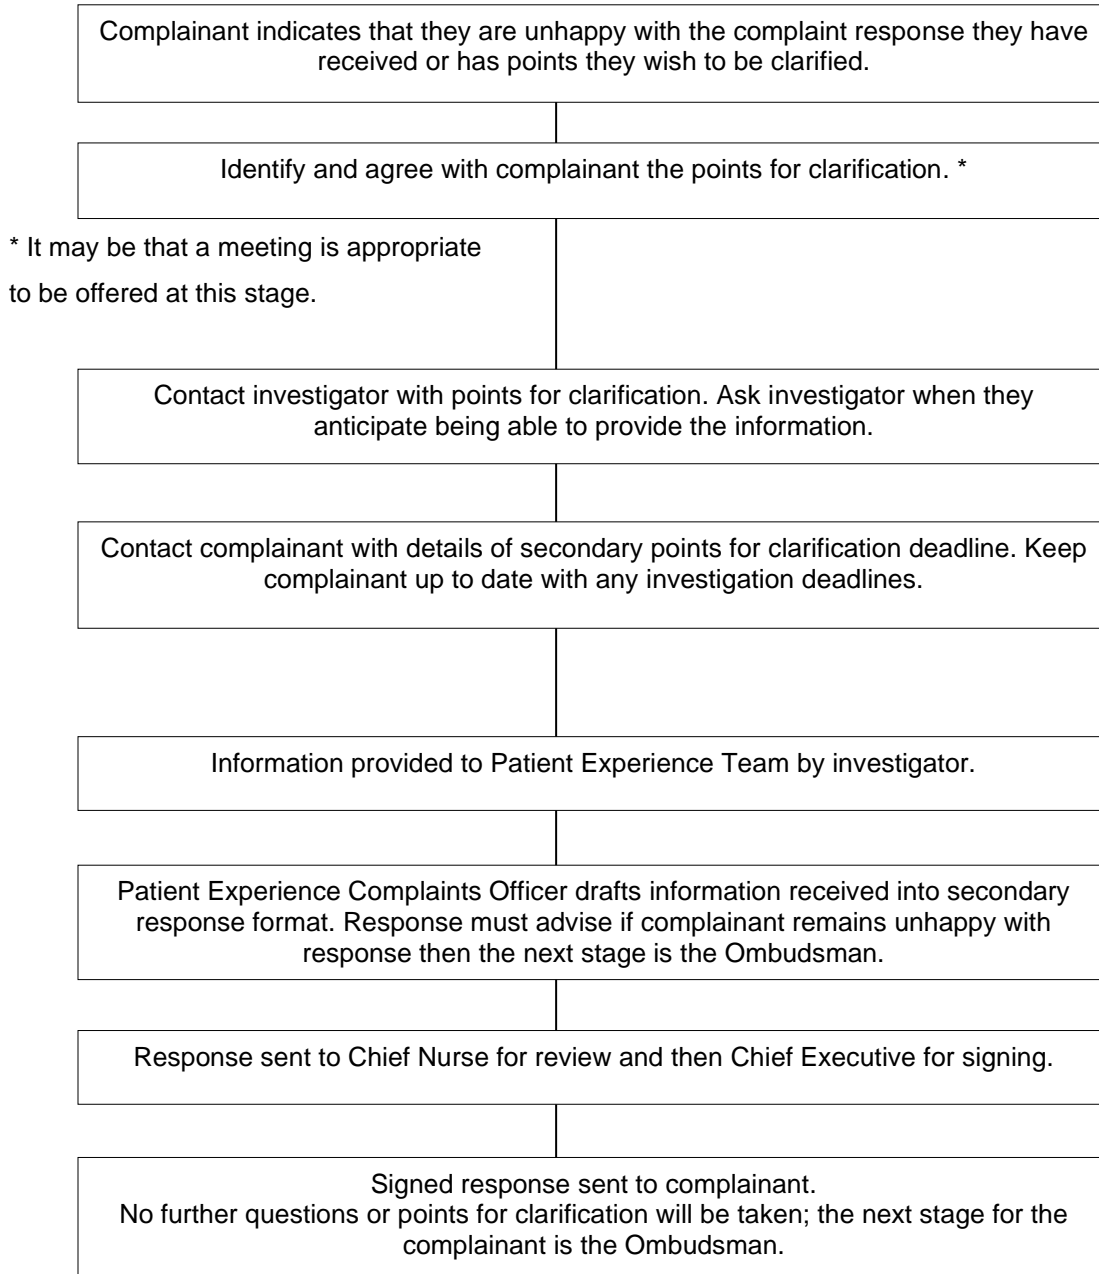 Complainant indicates that they are unhappy with the complaint response they have
received or has points they wish to be clarified.
Identify and agree with complainant the points for clarification. *
* It may be that a meeting is appropriate
to be offered at this stage.
Contact investigator with points for clarification. Ask investigator when they
anticipate being able to provide the information.
Contact complainant with details of secondary points for clarification deadline. Keep
complainant up to date with any investigation deadlines.
Information provided to Patient Experience Team by investigator.
Patient Experience Complaints Officer drafts information received into secondary
response format. Response must advise if complainant remains unhappy with
response then the next stage is the Ombudsman.
Response sent to Chief Nurse for review and then Chief Executive for signing.
Signed response sent to complainant.
No further questions or points for clarification will be taken; the next stage for the
complainant is the Ombudsman.